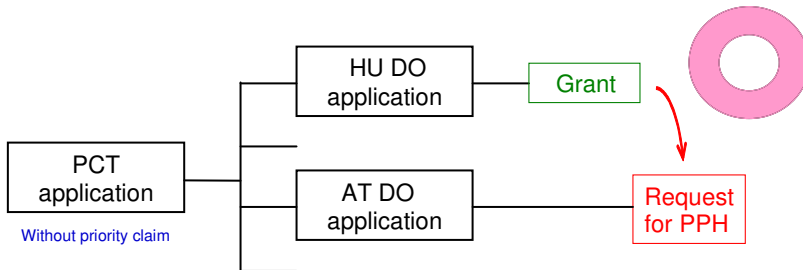 HU DO
application
Grant
PCT
application
Without priority claim
AT DO
application
Request
for PPH